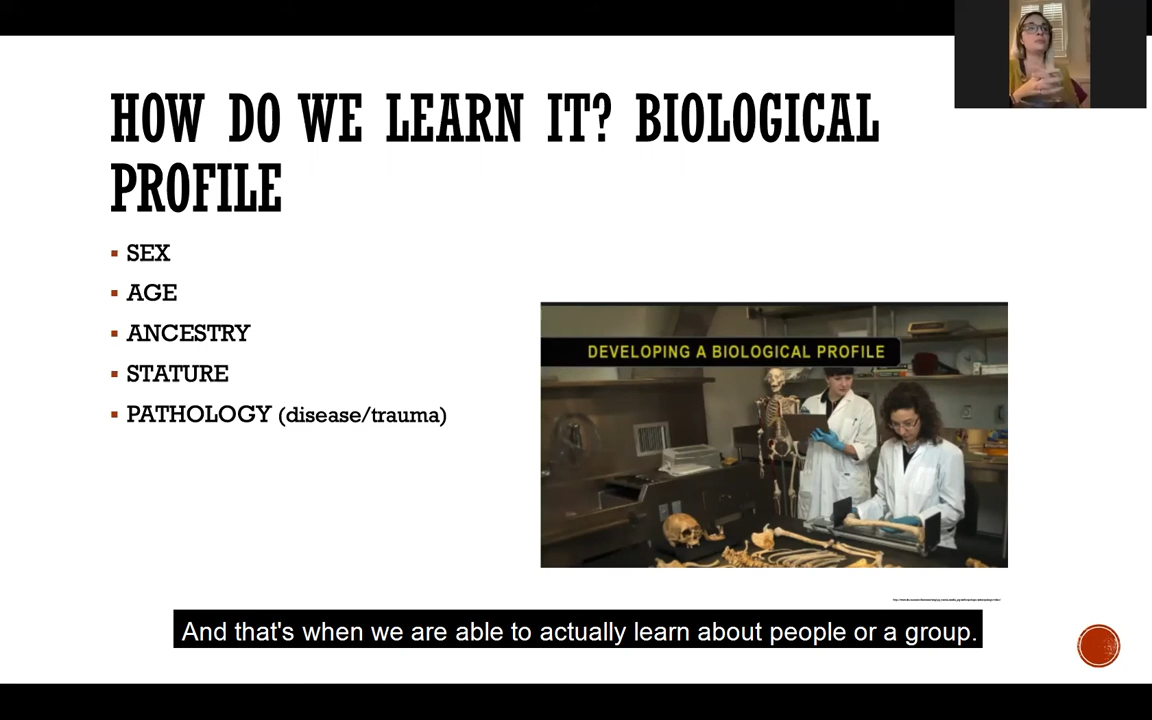 HOW DO WE LEARN IT? BIOLOGICAL
PROFILE
SEX
AGE
ANCESTRY
STATURE
PATHOLOGY (disease/trauma)
DEVELOPING A BIOLOGICAL PROFILE
And that's when we are able to actually learn about people or a group.